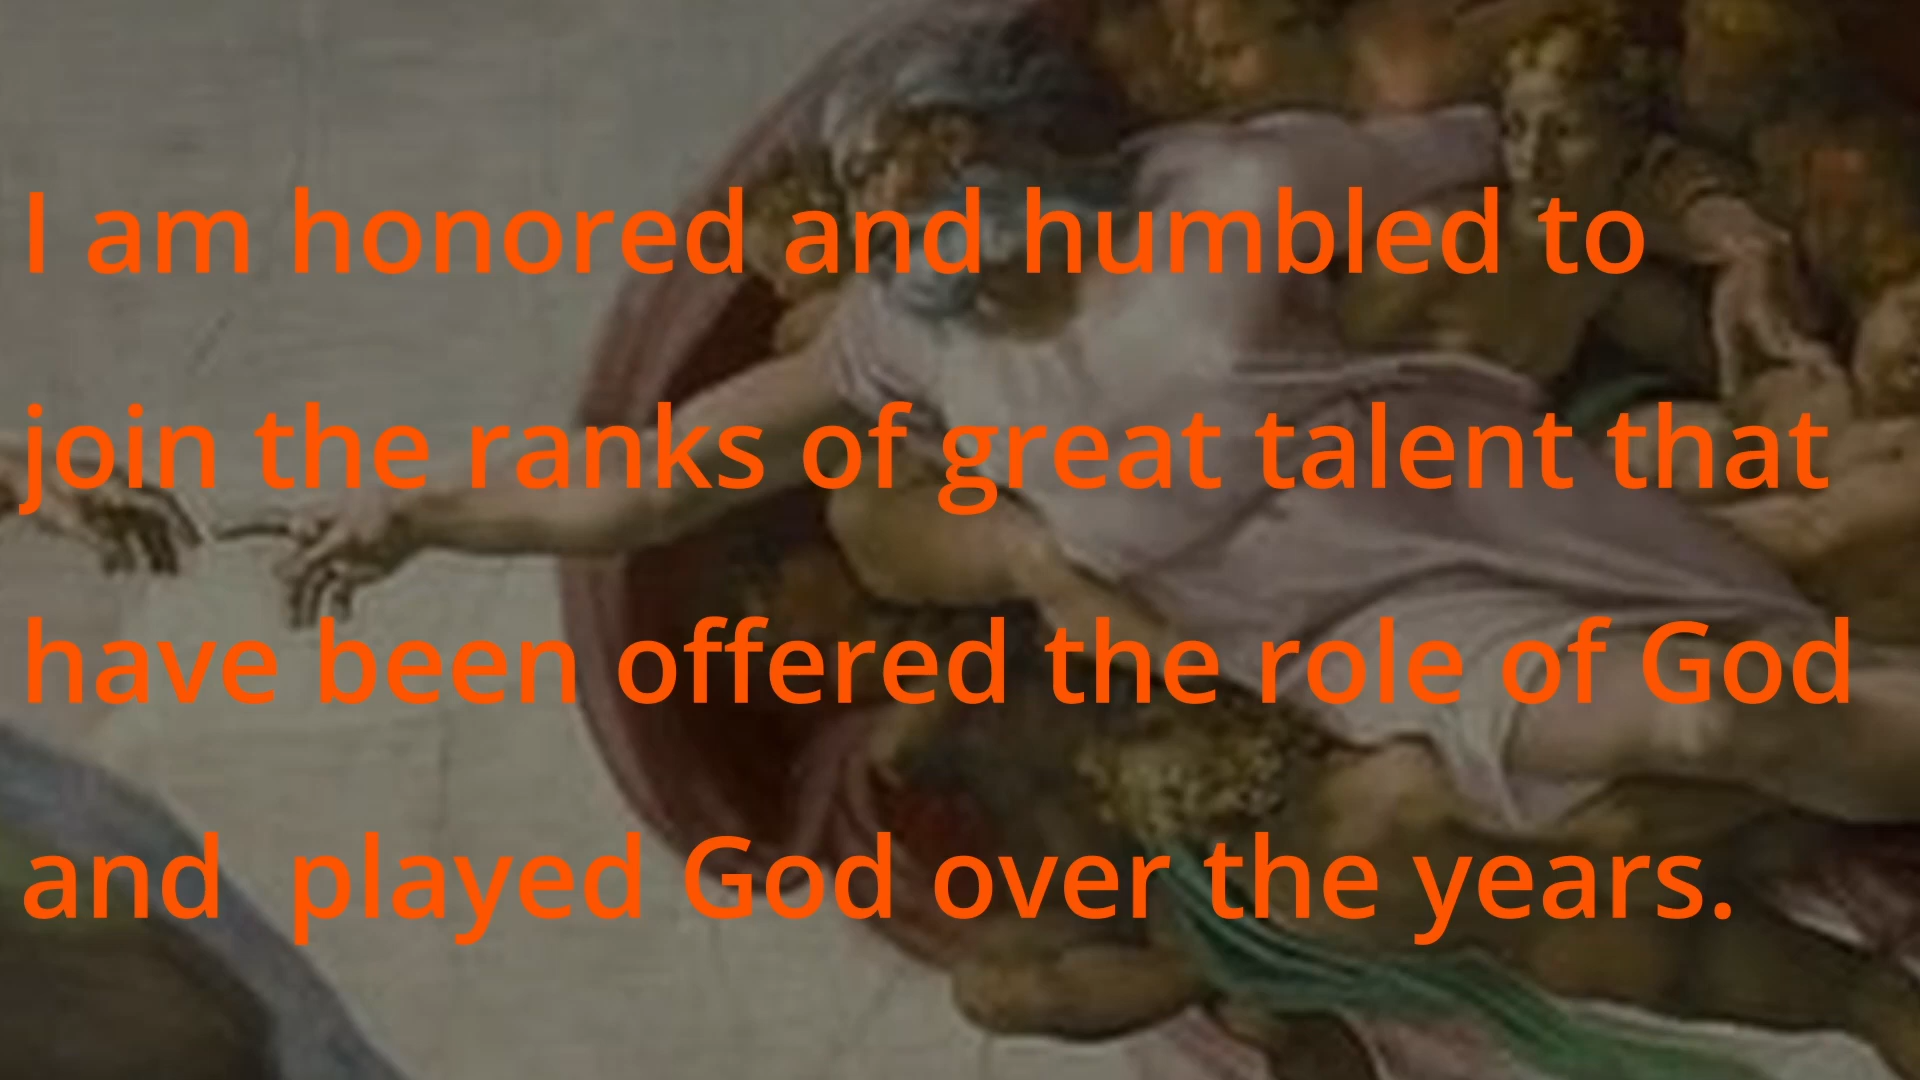 I am honored and humbled to
join the ranks of great talent that
have been offered the role of God
and  played God over the years.